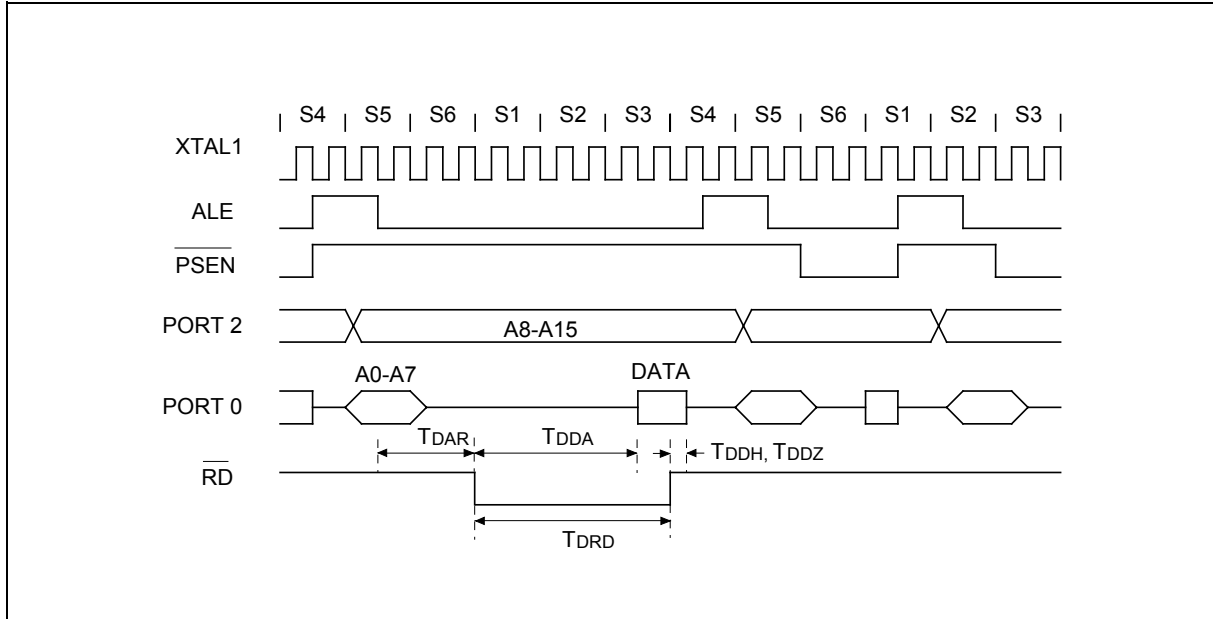 S4 S5 S6 S1 S2 S3 S4 S5 S6 S1 S2 S3
XTAL1
ALE
PSEN
PORT 2
A8-A15
A0-A7 DATA
PORT 0
TDAR TDDA TDDH, TDDZ
RD
TDRD